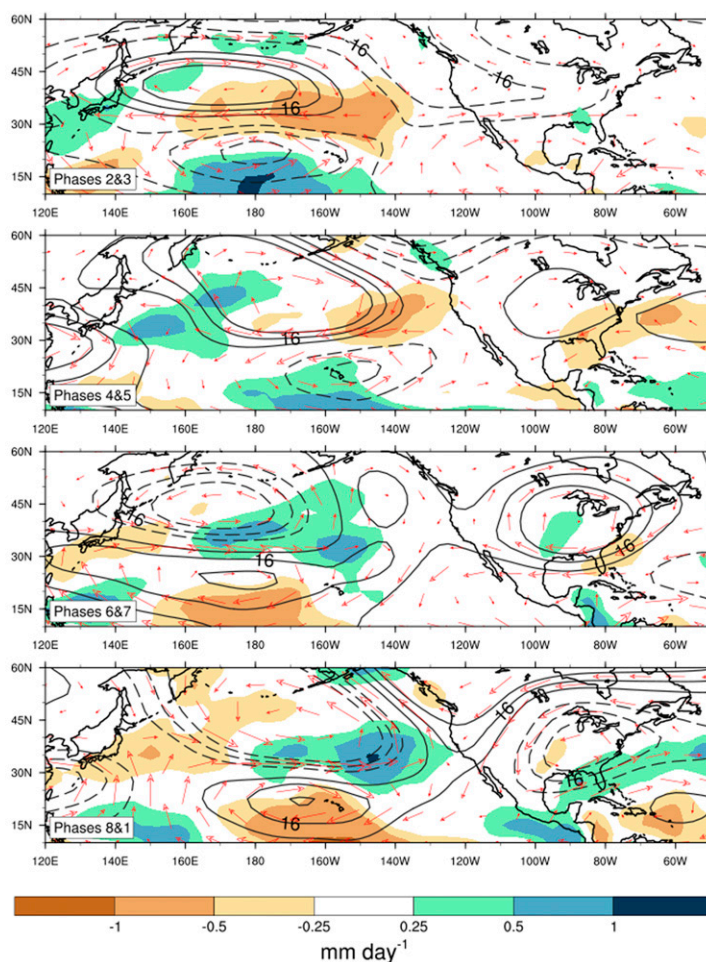 60N
16
45N
30N
16
15N
Phases 2&3
120E 140E 160E 180 160W 140W 120W 100W 80W 60W
60N
45N
30N
16
15N
Phases 4&5
120E 140E 160E 180 160W 140W 120W 100W 80W 60W
60N
45N
16
30N
16
16
15N
Phases 6&7
120E 140E 160E 180 160W 140W 120W 100W 80W 60W
60N
16
16
45N
30N
16
16
15N
Phases 8&1
120E 140E 160E 180 160W 140W 120W 100W 80W 60W
-1 -0.5 -0.25 0.25 0.5 1
mm day⁻¹